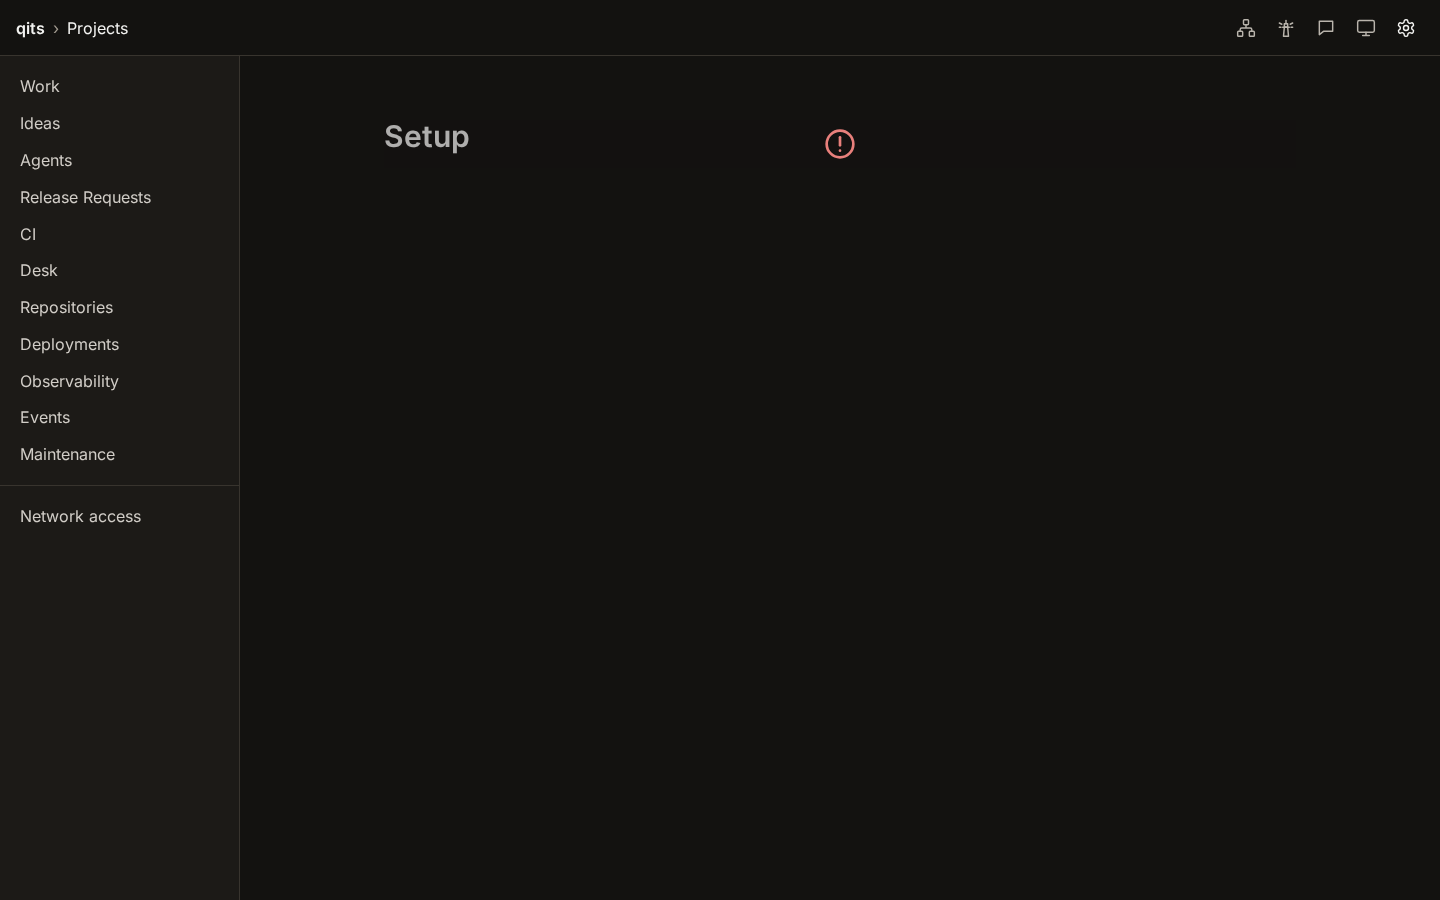 qits › Projects
Work
Ideas
Agents
Release Requests
CI
Desk
Repositories
Deployments
Observability
Events
Maintenance
Network access
Setup